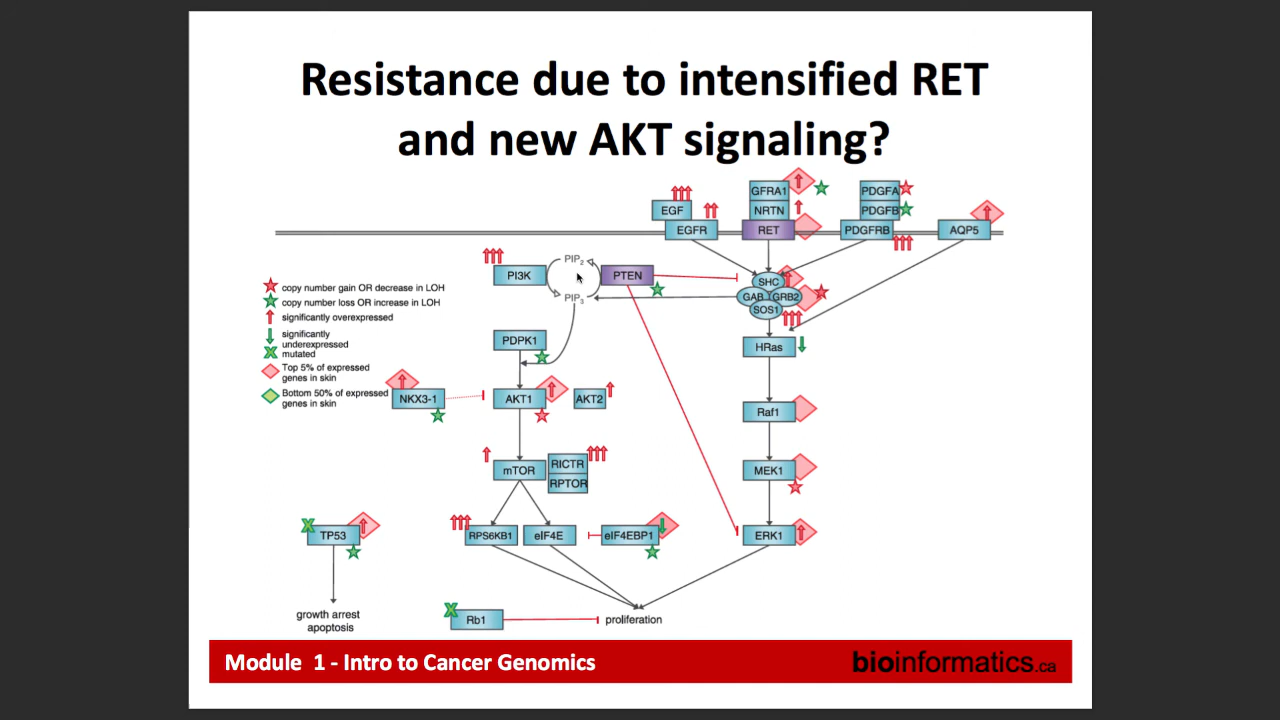 Resistance due to intensified RET
and new AKT signaling?
GFRA1
PDGFA
EGF
NRTN
PDGFB
EGFR
RET
PDGFRB
AQP5
PIP2
PI3K
PTEN
PIP3
SHC
GAB
GRB2
SOS1
copy number gain OR decrease in LOH
copy number loss OR increase in LOH
significantly overexpressed
significantly
underexpressed
mutated
Top 5% of expressed
genes in skin
Bottom 50% of expressed
genes in skin
PDPK1
HRas
NKX3-1
AKT1
AKT2
Raf1
mTOR
RICTR
RPTOR
MEK1
TP53
RPS6KB1
eIF4E
eIF4EBP1
ERK1
growth arrest
apoptosis
Rb1
proliferation
Module 1 - Intro to Cancer Genomics
bioinformatics.ca